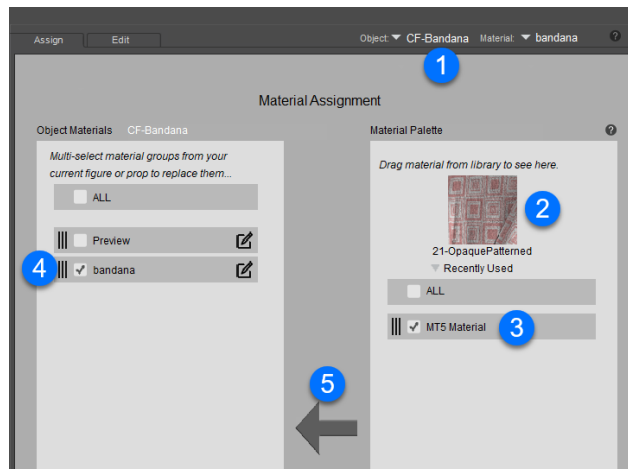 Assign Edit Object: CF-Bandana Material: bandana ?
1
Material Assignment
Object Materials CF-Bandana
Multi-select material groups from your
current figure or prop to replace them...
ALL
Preview
4 bandana
Material Palette ?
Drag material from library to see here.
2
21-OpaquePatterned
Recently Used
ALL
MT5 Material 3
5